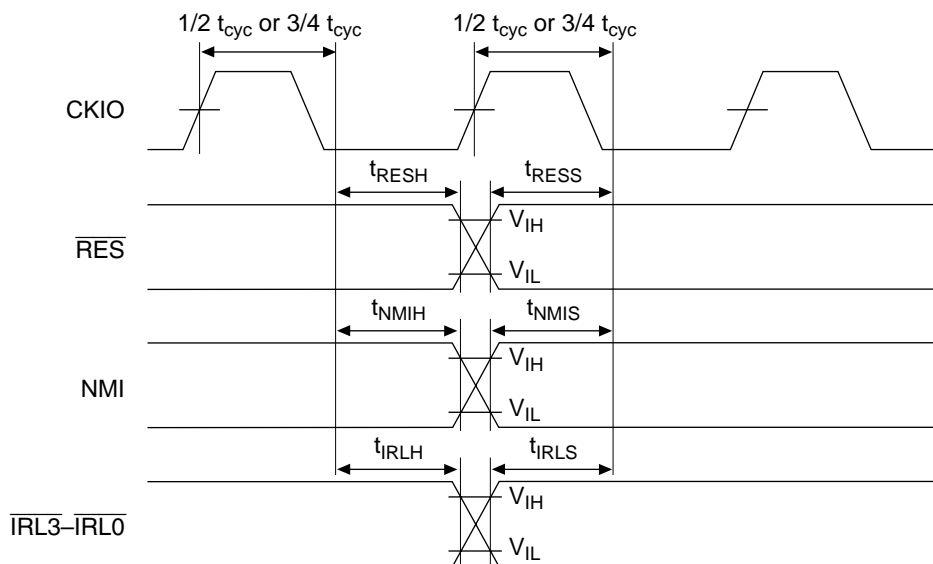 1/2 tcyc or 3/4 tcyc 1/2 tcyc or 3/4 tcyc
CKIO
tRESH tRESS
VIH
RES
VIL
tNMIH tNMIS
VIH
NMI
VIL
tIRLH tIRLS
VIH
IRL3–IRL0
VIL